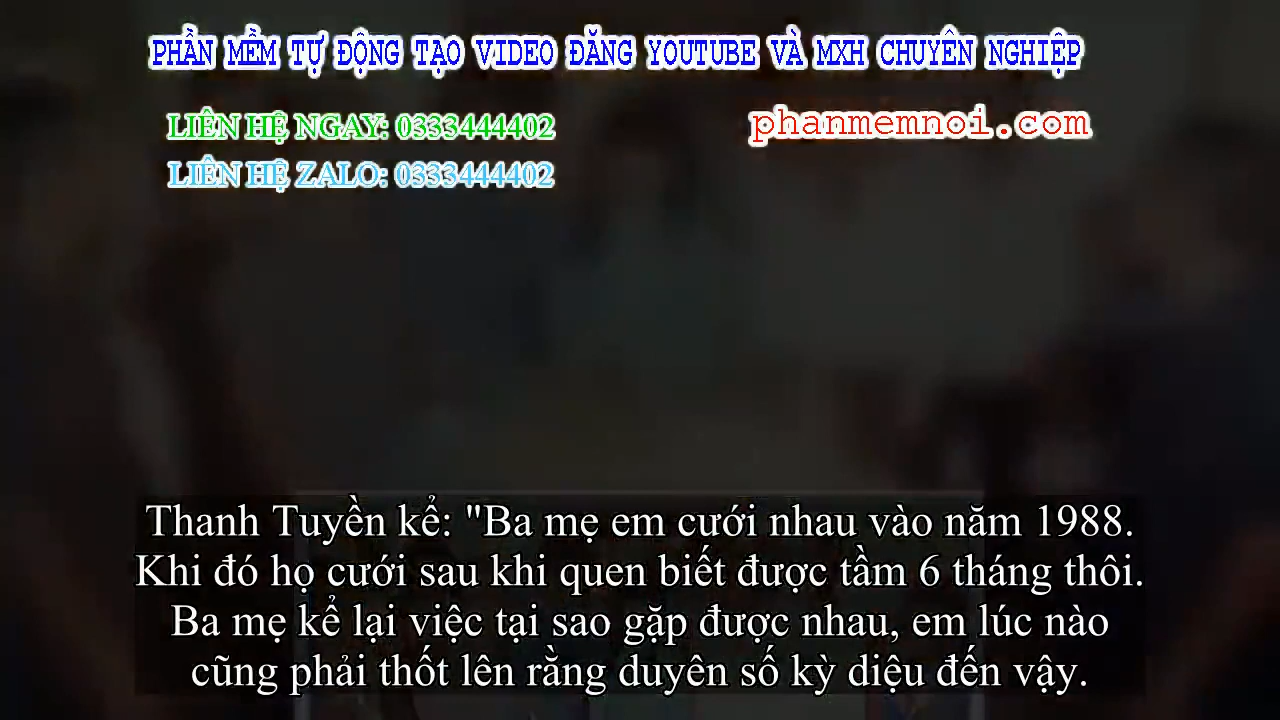 PHẦN MỀM TỰ ĐỘNG TẠO VIDEO ĐĂNG YOUTUBE VÀ MXH CHUYÊN NGHIỆP
LIÊN HỆ NGAY: 0333444402
phanmemnoi.com
LIÊN HỆ ZALO: 0333444402
Thanh Tuyền kể: "Ba mẹ em cưới nhau vào năm 1988.
Khi đó họ cưới sau khi quen biết được tầm 6 tháng thôi.
Ba mẹ kể lại việc tại sao gặp được nhau, em lúc nào
cũng phải thốt lên rằng duyên số kỳ diệu đến vậy.